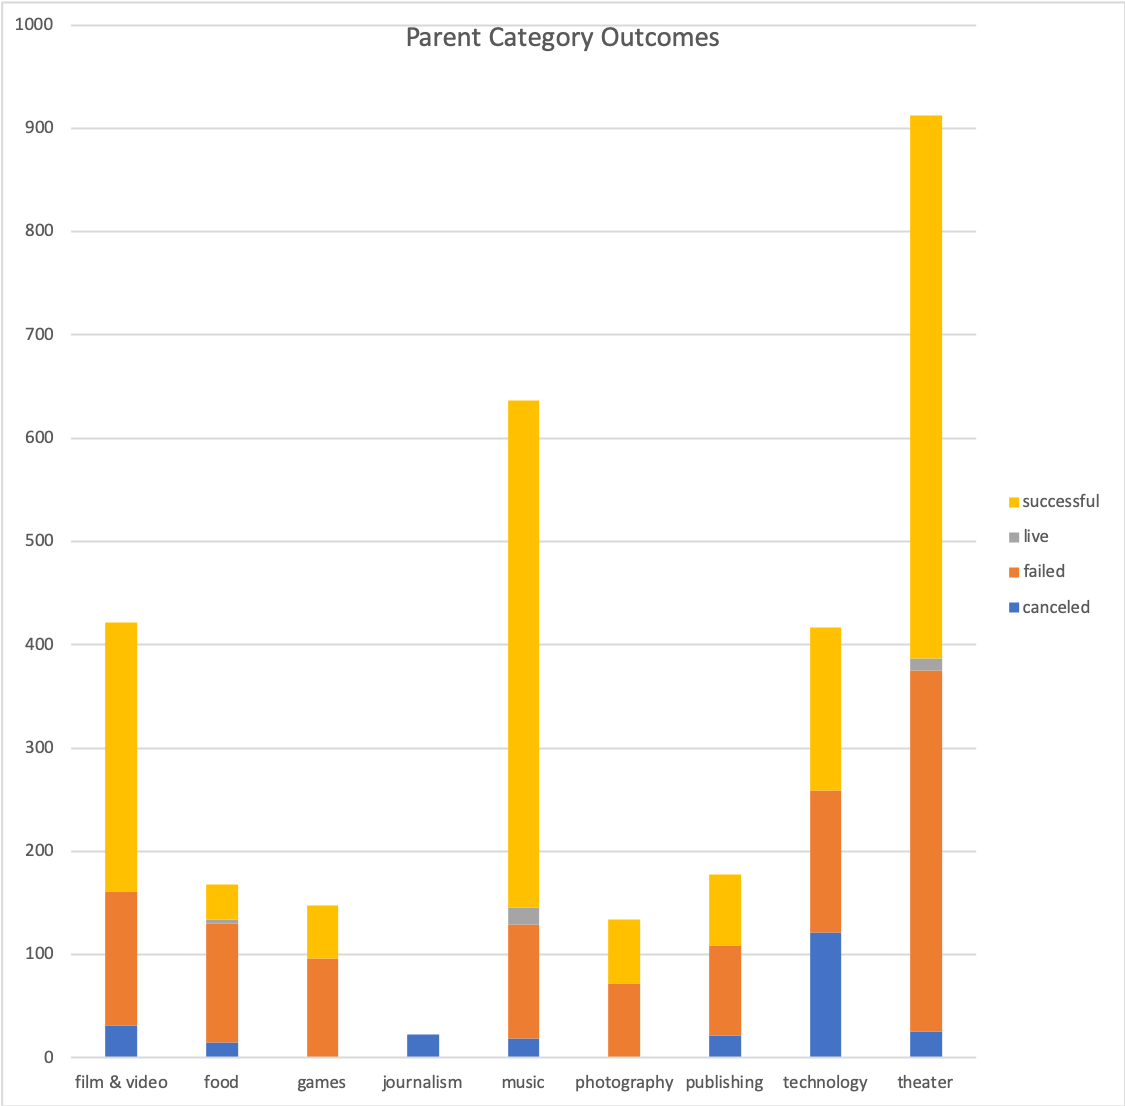 Parent Category Outcomes
1000
900
800
700
600
500
400
300
200
100
0
film & video food games journalism music photography publishing technology theater
successful
live
failed
canceled